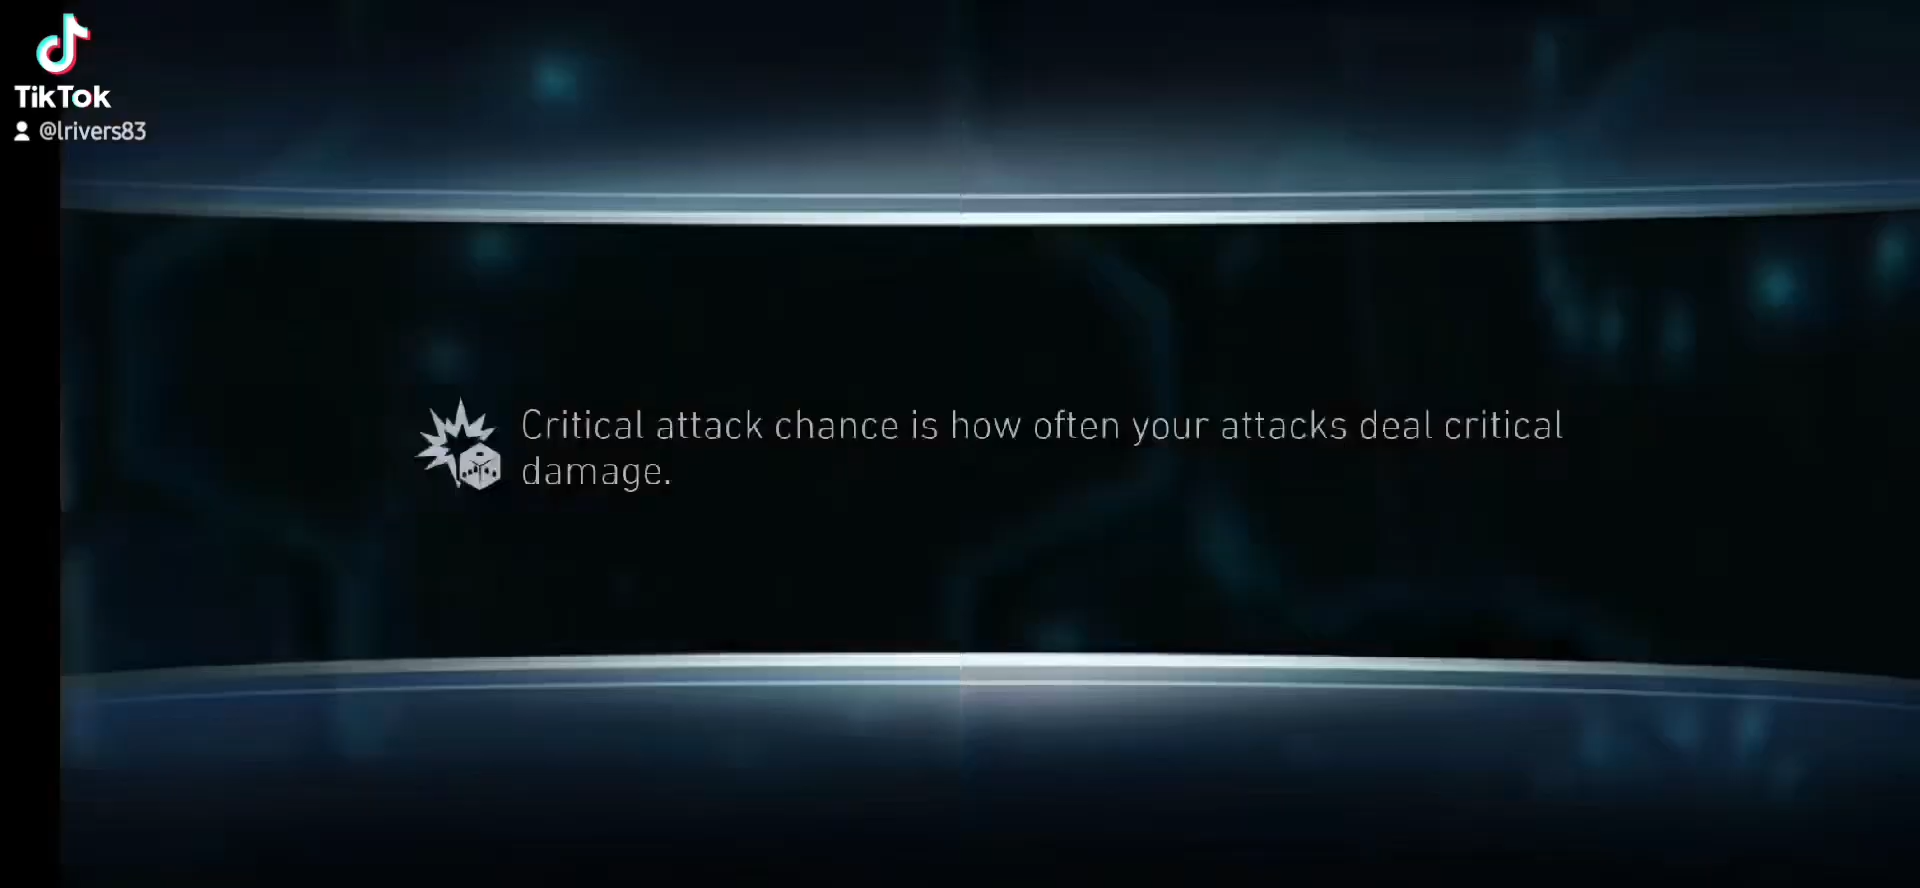 TikTok
@lrivers83
Critical attack chance is how often your attacks deal critical
damage.